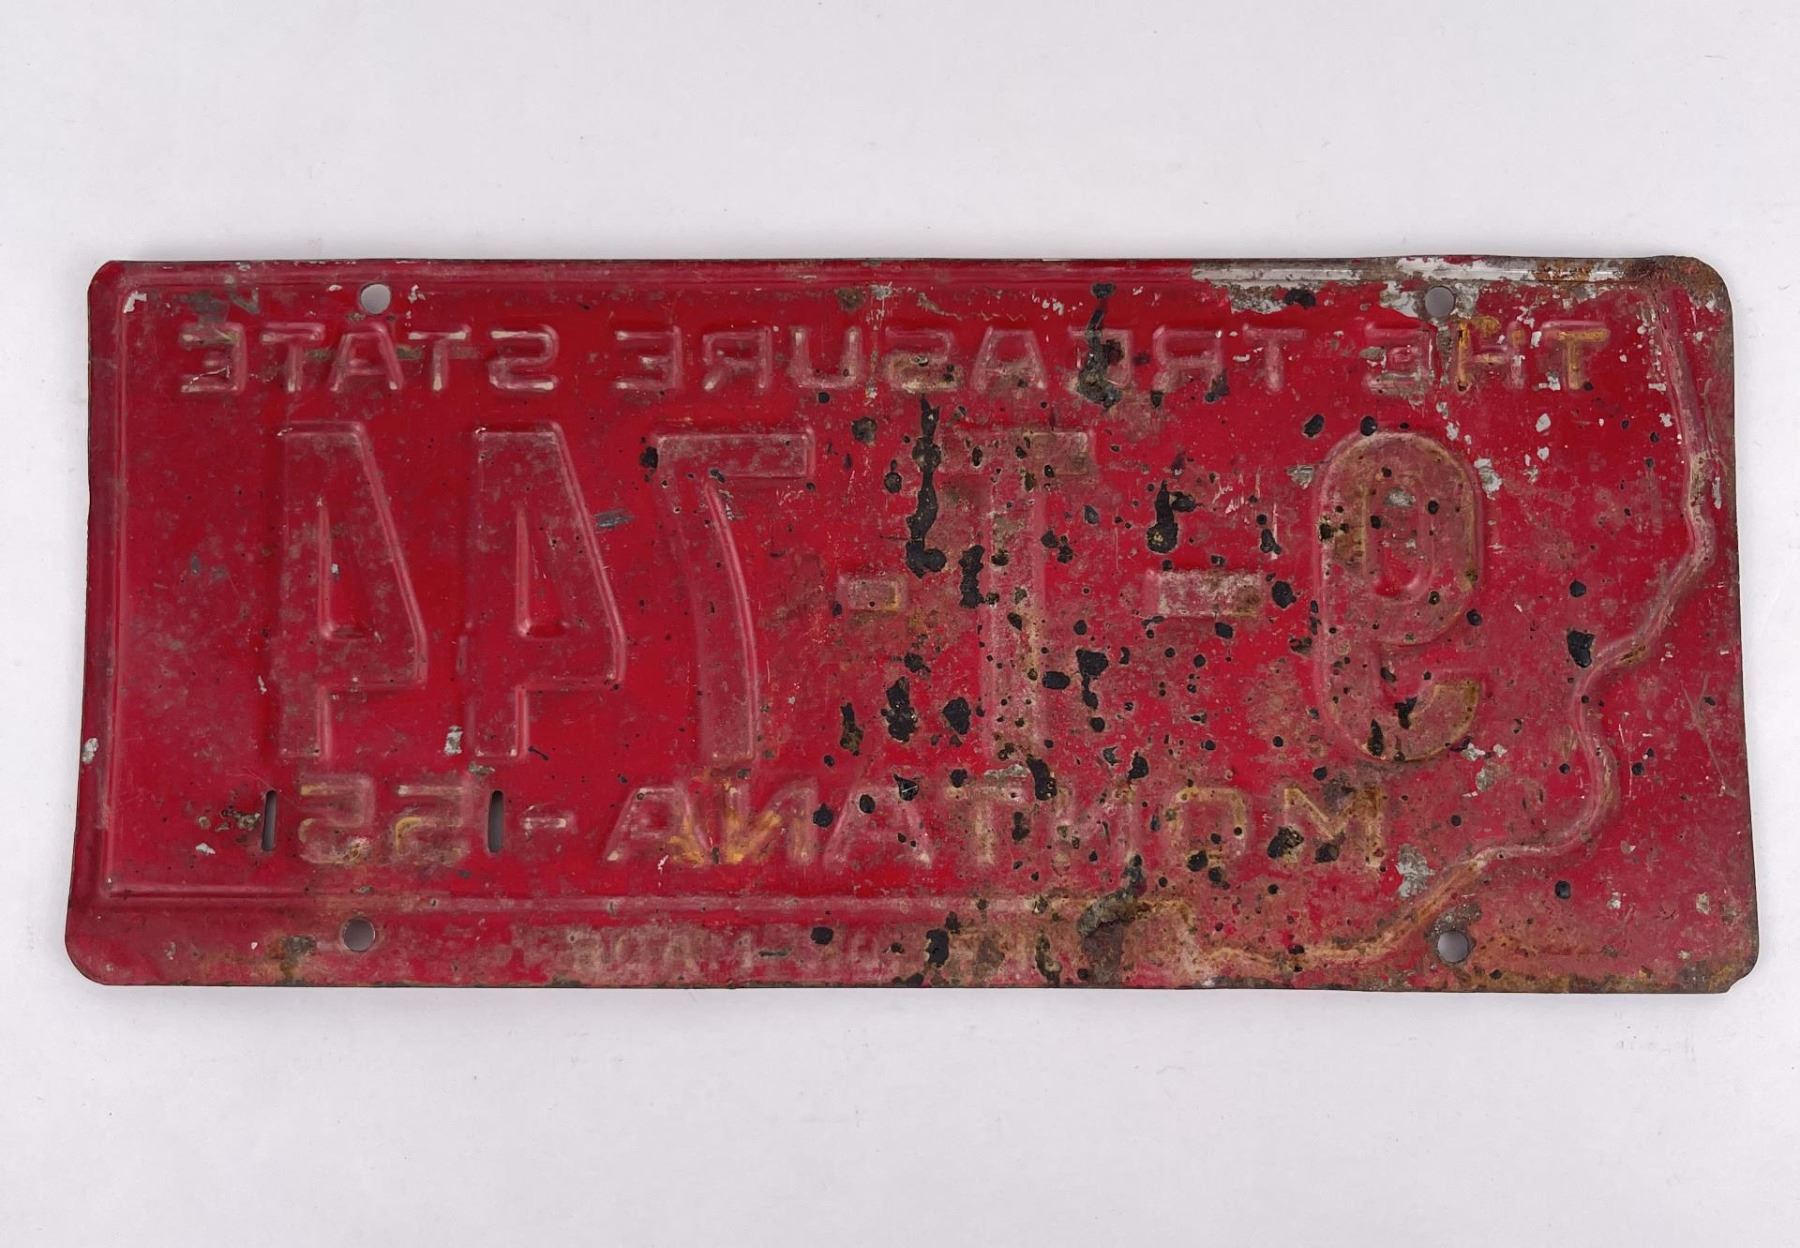 THE TREASURE STATE
9-T-744
MONTANA-55